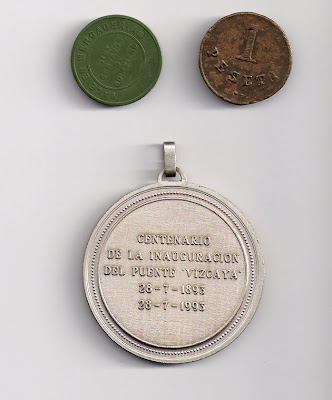 1
PESETA
CENTENARIO
DE LA INAUGURACION
DEL PUENTE "VIZCAYA"
28-7-1893
28-7-1993